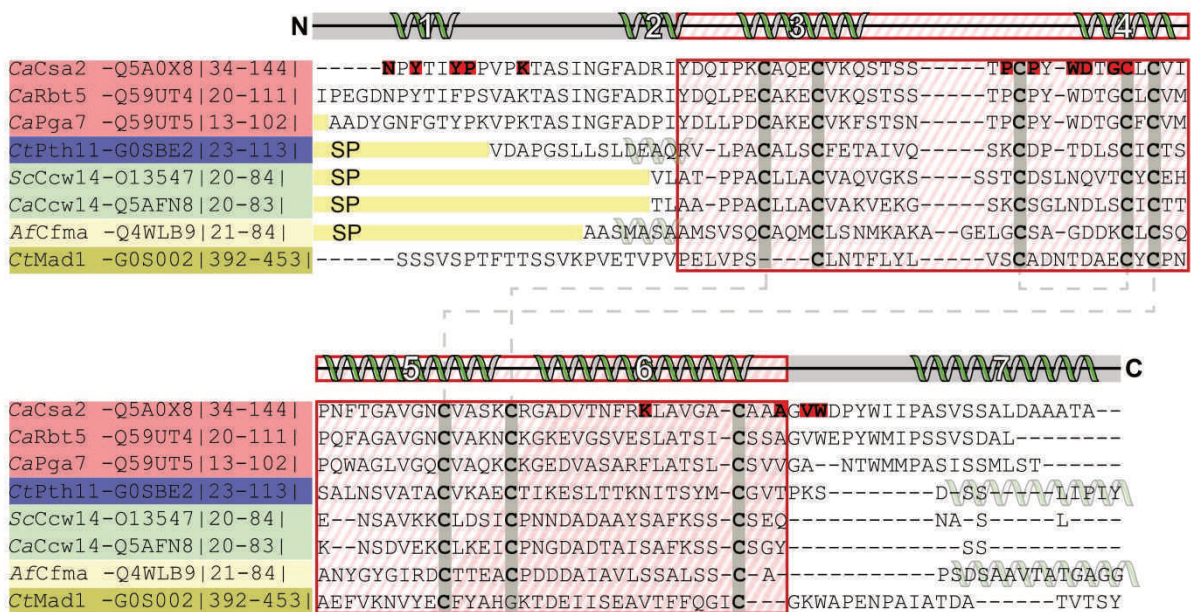 N 1 2 3 4
CaCsa2 -Q5A0X8|34-144| -----NPYTIYPPVPKTASINGFADRIYDQIPKCAQECVKQSTSS-----TPCPY-WDTGCLCVI
CaRbt5 -Q59UT4|20-111| IPEGDNPYTIFPSVAKTASINGFADRIYDQLPECAKECVKQSTSS-----TPCPY-WDTGCLCVM
CaPga7 -Q59UT5|13-102| AADYGNFGTYPKVPKTASINGFADPIYDLLPDCAKECVKFSTSN-----TPCPY-WDTGCFCVM
CtPth11-G0SBE2|23-113| SP VDAPGSLLSLDEAQRV-LPACALSCFETAIVQ-----SKCDP-TDLSCICTS
ScCcw14-O13547|20-84| SP VLAT-PPACLLACVAQVGKS-----SSTCDSLNQVTCYCEH
CaCcw14-Q5AFN8|20-83| TLAA-PPACLLACVAKVEKG-----SKCSGLNDLSCICTT
AfCfma -Q4WLB9|21-84| SP AASMASAAMSVSQCAQMCLSNMKAKA--GELGCSA-GDDKCLCSQ
CtMad1 -G0S002|392-453| ---SSSVSPTFTTSSVKPVETVPVPELVPS----CLNTFLYL-----VSCADNTDAECYCPN
5 6 7 C
CaCsa2 -Q5A0X8|34-144| PNFTGAVGNCVASKCRGADVTNFRKLAVGA-CAAAGVWDPYWIIPASVSSALDAAATA--
CaRbt5 -Q59UT4|20-111| PQFAGAVGNCVAKNCKGKEVGSVESLATSI-CSSAGVWEPYWMIPSSVSDAL--------
CaPga7 -Q59UT5|13-102| PQWAGLVGQCVAQKCKGEDVASARFLATSL-CSVVGA--NTWMMPASISSMLST------
CtPth11-G0SBE2|23-113| SALNSVATACVKAECTIKESLTTKNITSYM-CGVTPKS--------D-SS-----LIPIY
ScCcw14-O13547|20-84| E--NSAVKKCLDSICPNNDADAAYSAFKSS-CSEQ-----------NA-S-----L----
CaCcw14-Q5AFN8|20-83| K--NSDVEKCLKEICPNGDADTAISAFKSS-CSGY-------------SS----------
AfCfma -Q4WLB9|21-84| ANYGYGIRDCTTEACPDDDAIAVLSSALSS-C-A-----------PSDSAAVTATGAGG
CtMad1 -G0S002|392-453| AEFVKNVYECFYAHGKTDEIISEAVTFFQGIC---GKWAPENPAIATDA----TVTSY